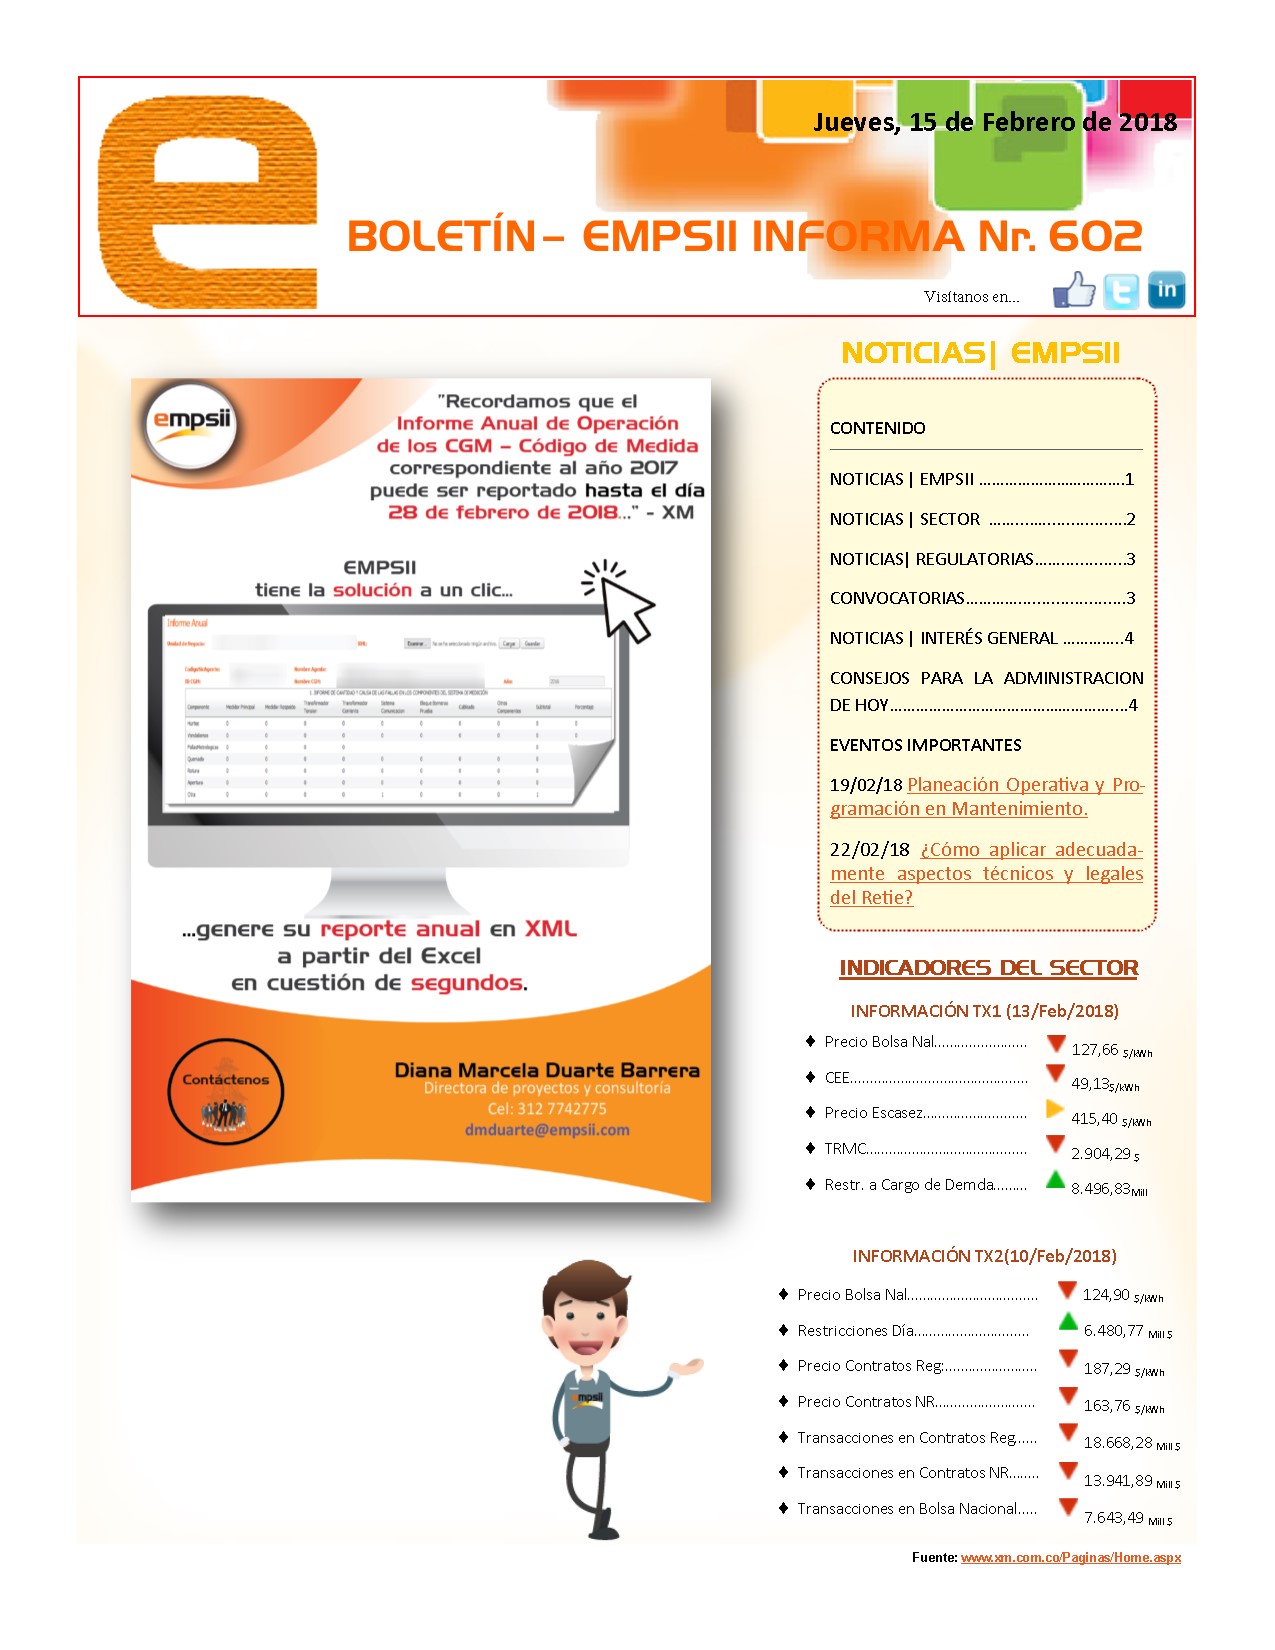 Jueves, 15 de Febrero de 2018
BOLETÍN– EMPSII INFORMA Nr. 602
Visítanos en...
in
NOTICIAS| EMPSII
empsii
"Recordamos que el
Informe Anual de Operación
de los CGM – Código de Medida
correspondiente al año 2017
puede ser reportado hasta el día
28 de febrero de 2018..." - XM
EMPSII
tiene la solución a un clic...
Informe Anual
...genere su reporte anual en XML
a partir del Excel
en cuestión de segundos.
Contáctenos
Diana Marcela Duarte Barrera
Directora de proyectos y consultoría
Cel: 312 7742775
dmduarte@empsii.com
empsii
CONTENIDO
NOTICIAS | EMPSII ……………………………..1
NOTICIAS | SECTOR ……………………………2
NOTICIAS| REGULATORIAS…………………..3
CONVOCATORIAS………………………………..3
NOTICIAS | INTERÉS GENERAL …………..4
CONSEJOS PARA LA ADMINISTRACION
DE HOY………………………………………………..4
EVENTOS IMPORTANTES
19/02/18 Planeación Operativa y Pro-
gramación en Mantenimiento.
22/02/18 ¿Cómo aplicar adecuada-
mente aspectos técnicos y legales
del Retie?
INDICADORES DEL SECTOR
INFORMACIÓN TX1 (13/Feb/2018)
♦ Precio Bolsa Nal........................ 127,66 $/kWh
♦ CEE.............................................. 49,13$/kWh
♦ Precio Escasez........................... 415,40 $/kWh
♦ TRMC.......................................... 2.904,29 $
♦ Restr. a Cargo de Demda......... 8.496,83Mill
INFORMACIÓN TX2(10/Feb/2018)
♦ Precio Bolsa Nal.................................. 124,90 $/kWh
♦ Restricciones Día.............................. 6.480,77 Mill $
♦ Precio Contratos Reg:........................ 187,29 $/kWh
♦ Precio Contratos NR.......................... 163,76 $/kWh
♦ Transacciones en Contratos Reg...... 18.668,28 Mill $
♦ Transacciones en Contratos NR........ 13.941,89 Mill $
♦ Transacciones en Bolsa Nacional..... 7.643,49 Mill $
Fuente: www.xm.com.co/Paginas/Home.aspx